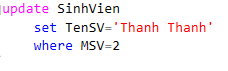 update SinhVien
set TenSV='Thanh Thanh'
where MSV=2